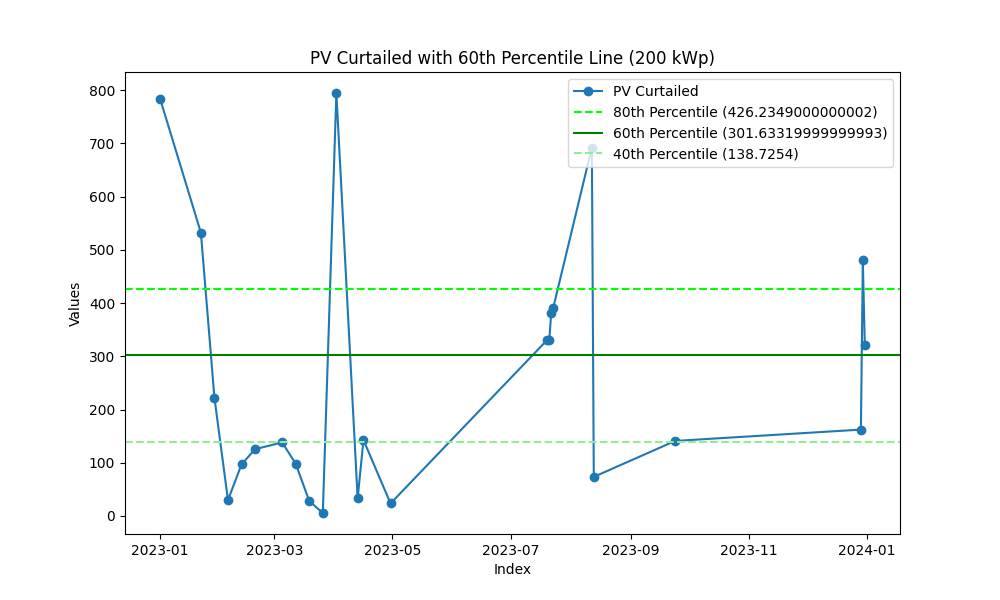 PV Curtailed with 60th Percentile Line (200 kWp)
PV Curtailed
80th Percentile (426.2349000000002)
60th Percentile (301.63319999999993)
40th Percentile (138.7254)
Values
800
700
600
500
400
300
200
100
0
2023-01 2023-03 2023-05 2023-07 2023-09 2023-11 2024-01
Index